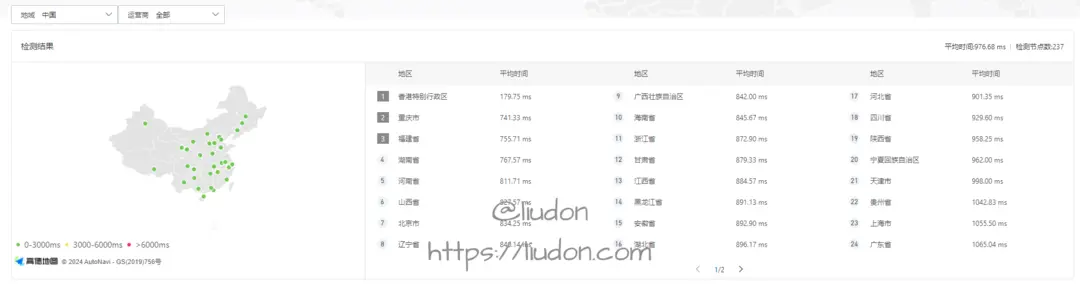 地域 中国 运营商 全部
检测结果 平均时间:976.68 ms 检测节点数:237
地区 平均时间 地区 平均时间 地区 平均时间
1 香港特别行政区 179.75 ms 9 广西壮族自治区 842.00 ms 17 河北省 901.35 ms
2 重庆市 741.33 ms 10 海南省 845.67 ms 18 四川省 929.60 ms
3 福建省 755.71 ms 11 浙江省 872.90 ms 19 陕西省 958.25 ms
4 湖南省 767.57 ms 12 甘肃省 879.33 ms 20 宁夏回族自治区 962.00 ms
5 河南省 811.71 ms 13 江西省 884.57 ms 21 天津市 998.00 ms
6 山西省 827.57 ms 14 黑龙江省 891.13 ms 22 贵州省 1042.83 ms
@liudon
7 北京市 834.25 ms 15 安徽省 892.90 ms 23 上海市 1055.50 ms
8 辽宁省 16 湖北省 896.17 ms 24 广东省 1065.04 ms
https://liudon.com
0-3000ms 3000-6000ms >6000ms
高德地图 © 2024 AutoNavi - GS(2019)756号
1/2